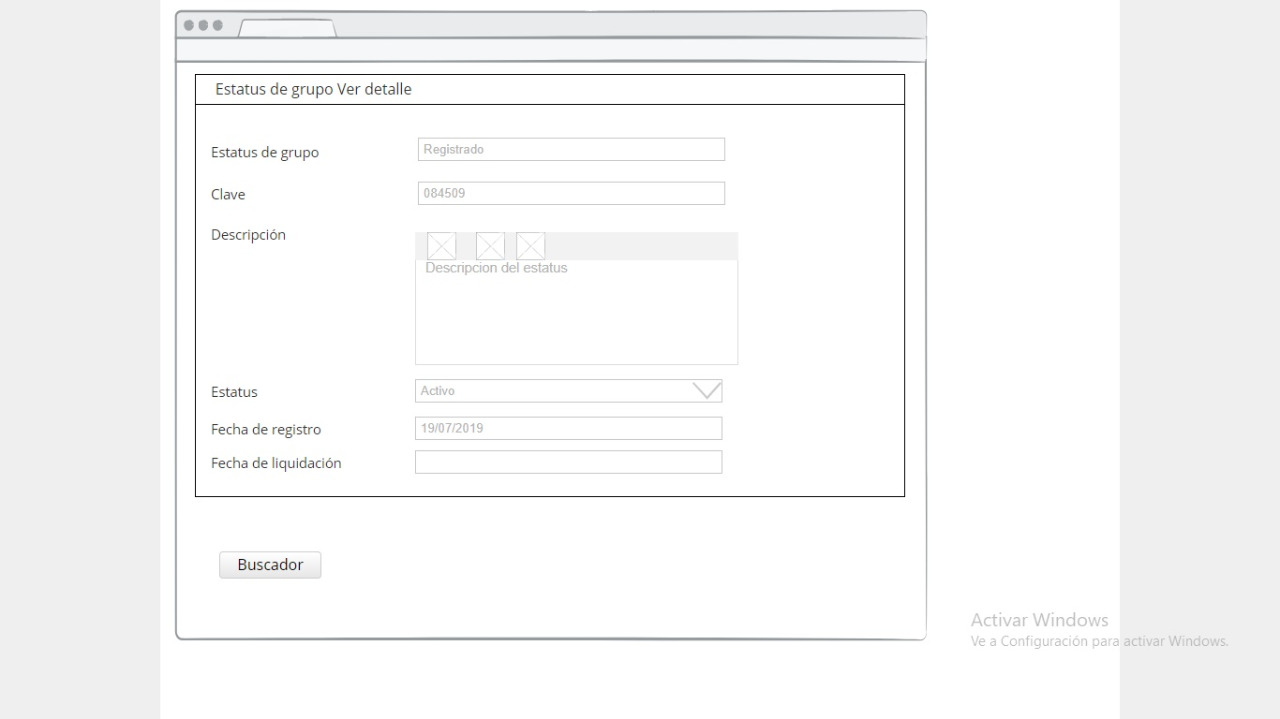 Estatus de grupo Ver detalle
Estatus de grupo
Registrado
Clave
084509
Descripción
Descripcion del estatus
Estatus
Activo
Fecha de registro
19/07/2019
Fecha de liquidación
Buscador
Activar Windows
Ve a Configuración para activar Windows.